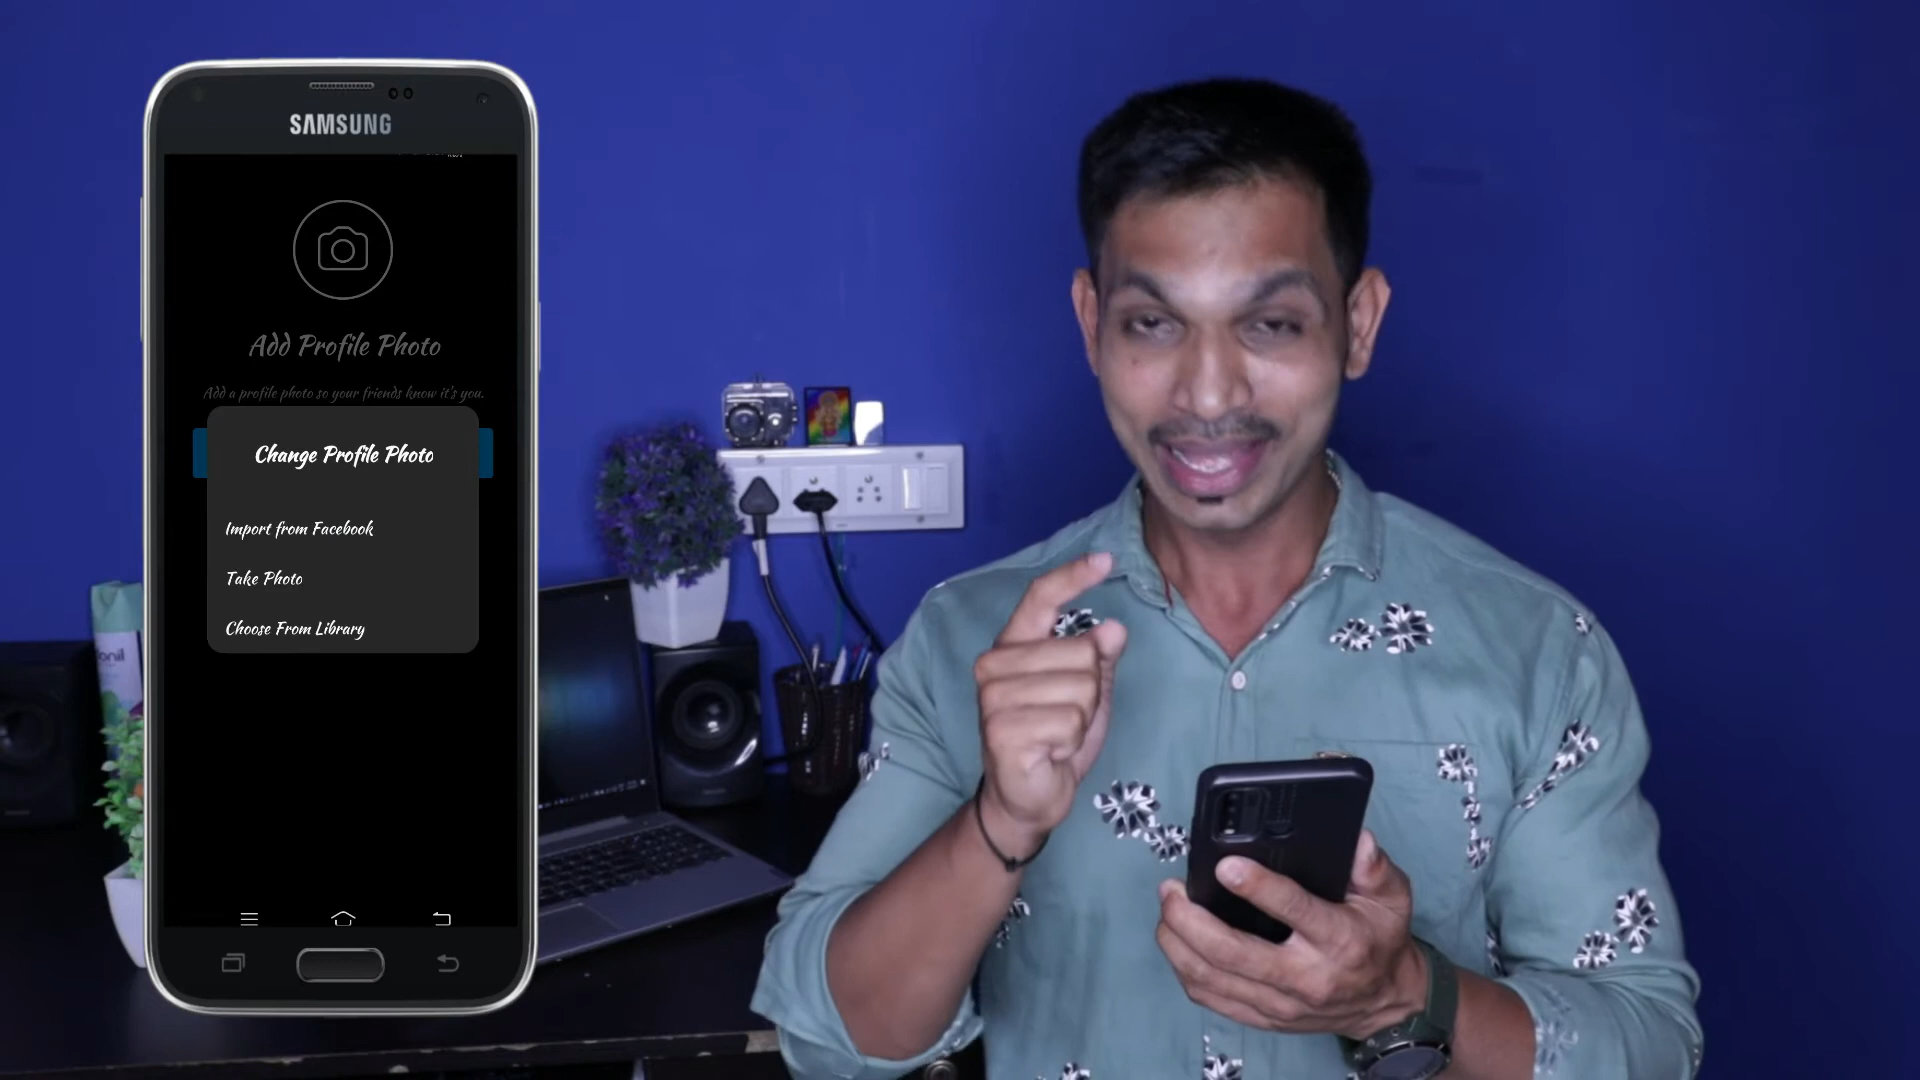 SAMSUNG
Add Profile Photo
Add a profile photo so your friends know it's you.
Change Profile Photo
Import from Facebook
Take Photo
Choose From Library